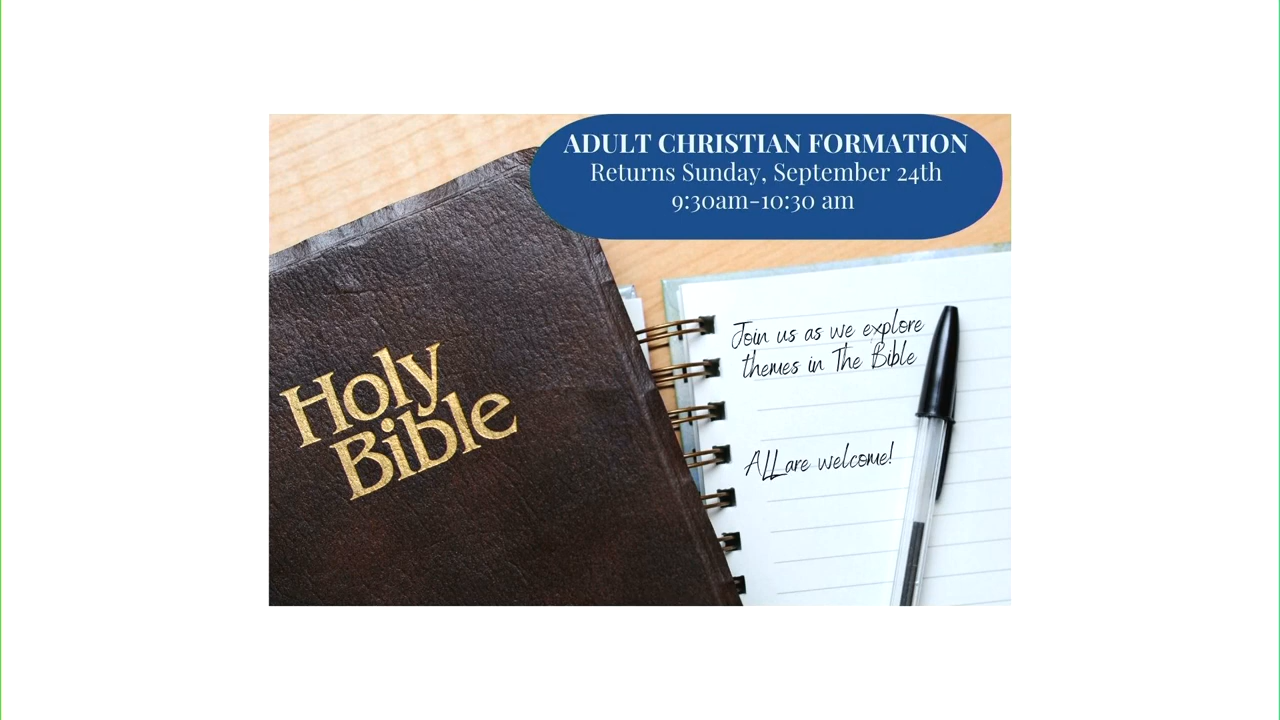 ADULT CHRISTIAN FORMATION
Returns Sunday, September 24th
9:30am-10:30 am
Holy
Bible
Join us as we explore
themes in The Bible
ALL are welcome!